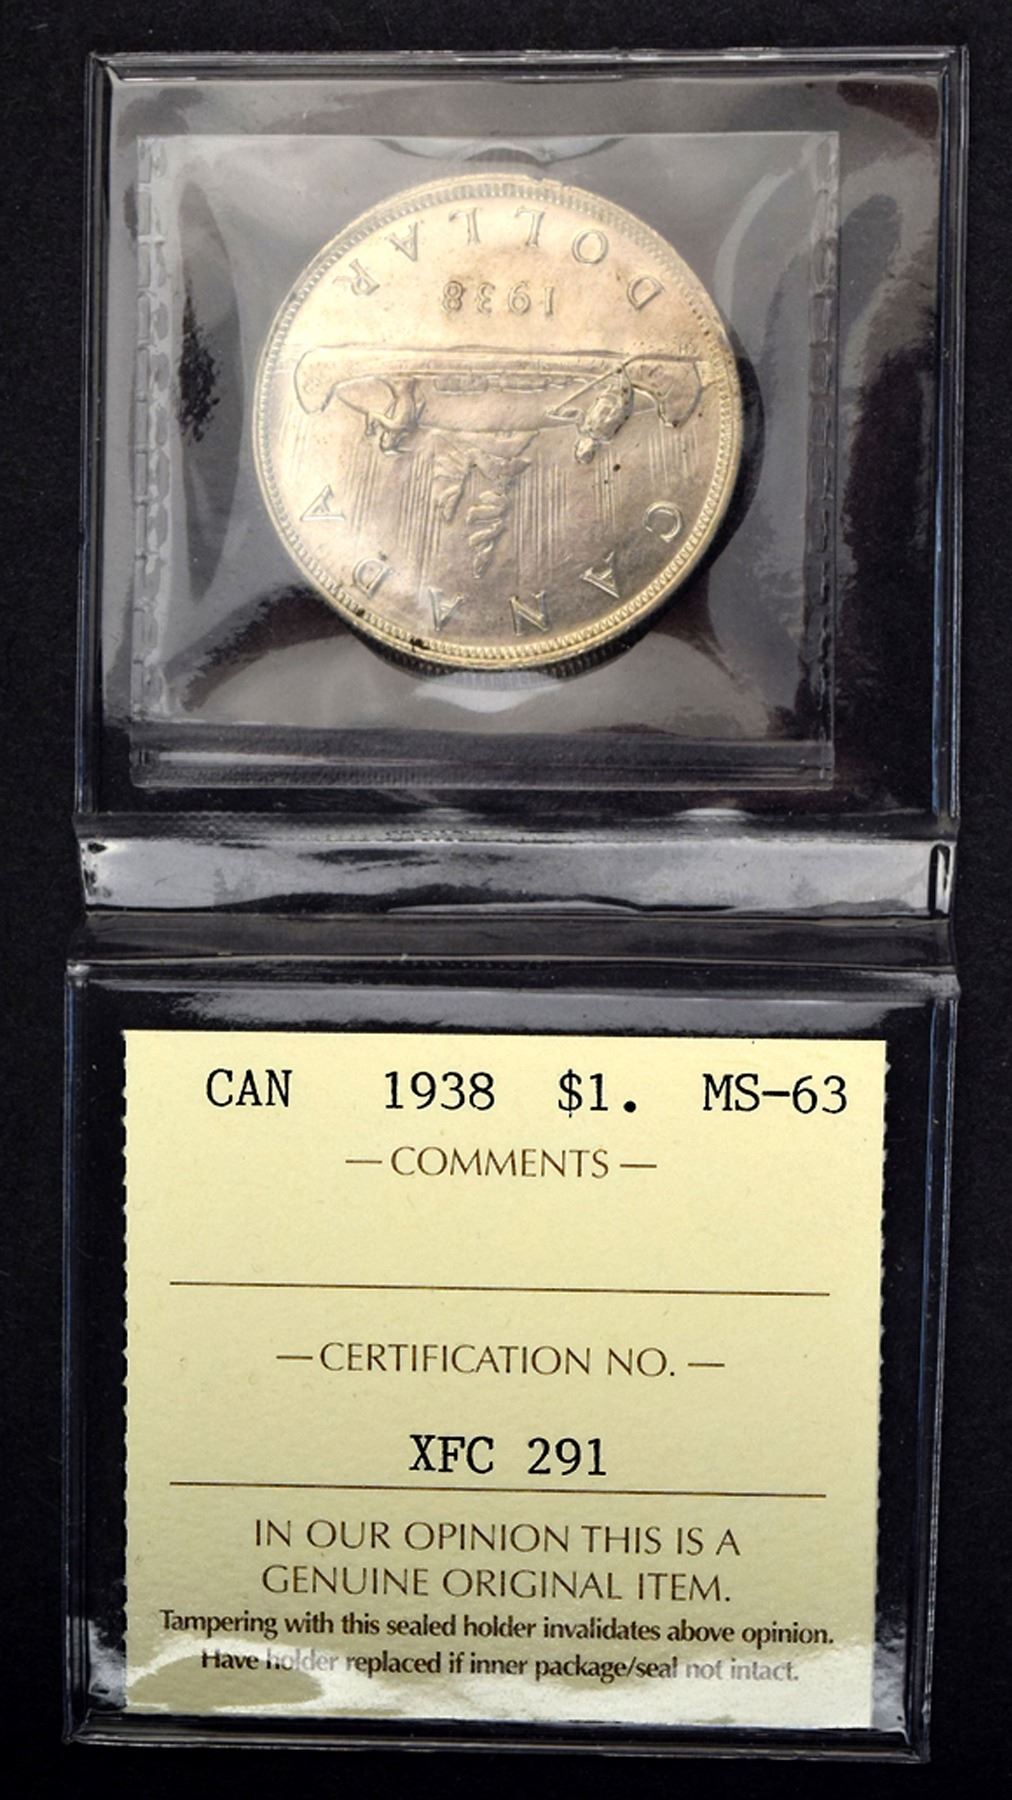 CANADA
1938
DOLLAR
CAN 1938 $1. MS-63
— COMMENTS —
— CERTIFICATION NO. —
XFC 291
IN OUR OPINION THIS IS A
GENUINE ORIGINAL ITEM.
Tampering with this sealed holder invalidates above opinion.
Have holder replaced if inner package/seal not intact.